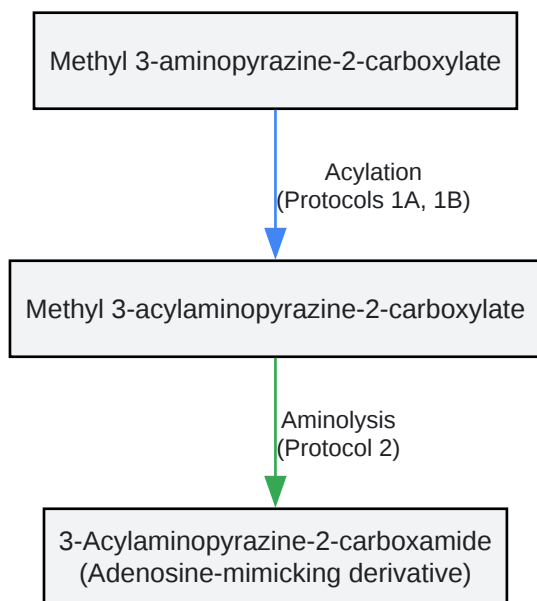 Methyl 3-aminopyrazine-2-carboxylate
Acylation
(Protocols 1A, 1B)
Methyl 3-acylaminopyrazine-2-carboxylate
Aminolysis
(Protocol 2)
3-Acylaminopyrazine-2-carboxamide
(Adenosine-mimicking derivative)